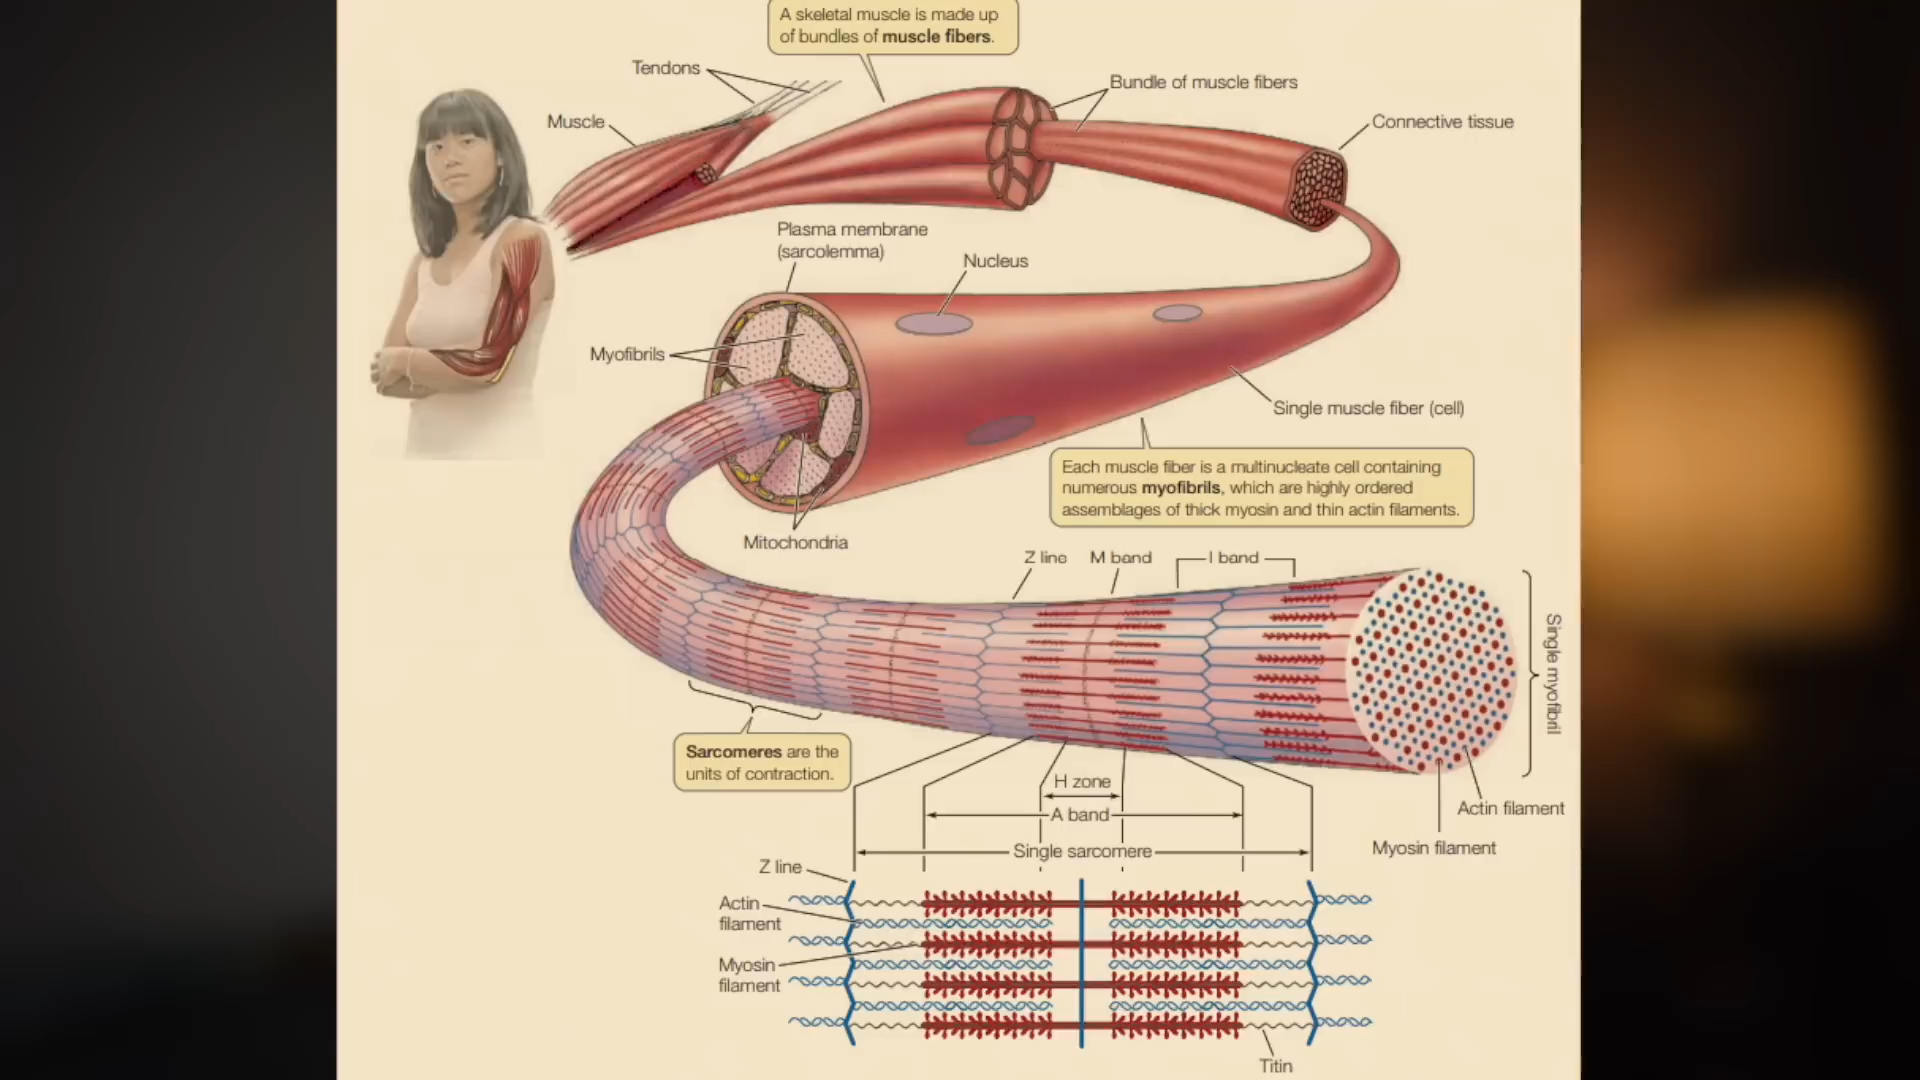 A skeletal muscle is made up
of bundles of muscle fibers.
Tendons
Bundle of muscle fibers
Muscle
Connective tissue
Plasma membrane
(sarcolemma)
Nucleus
Myofibrils
Single muscle fiber (cell)
Each muscle fiber is a multinucleate cell containing
numerous myofibrils, which are highly ordered
assemblages of thick myosin and thin actin filaments.
Mitochondria
Z line
M band
I band
Single myofibril
Sarcomeres are the
units of contraction.
H zone
A band
Actin filament
Single sarcomere
Myosin filament
Z line
Actin
filament
Myosin
filament
Titin